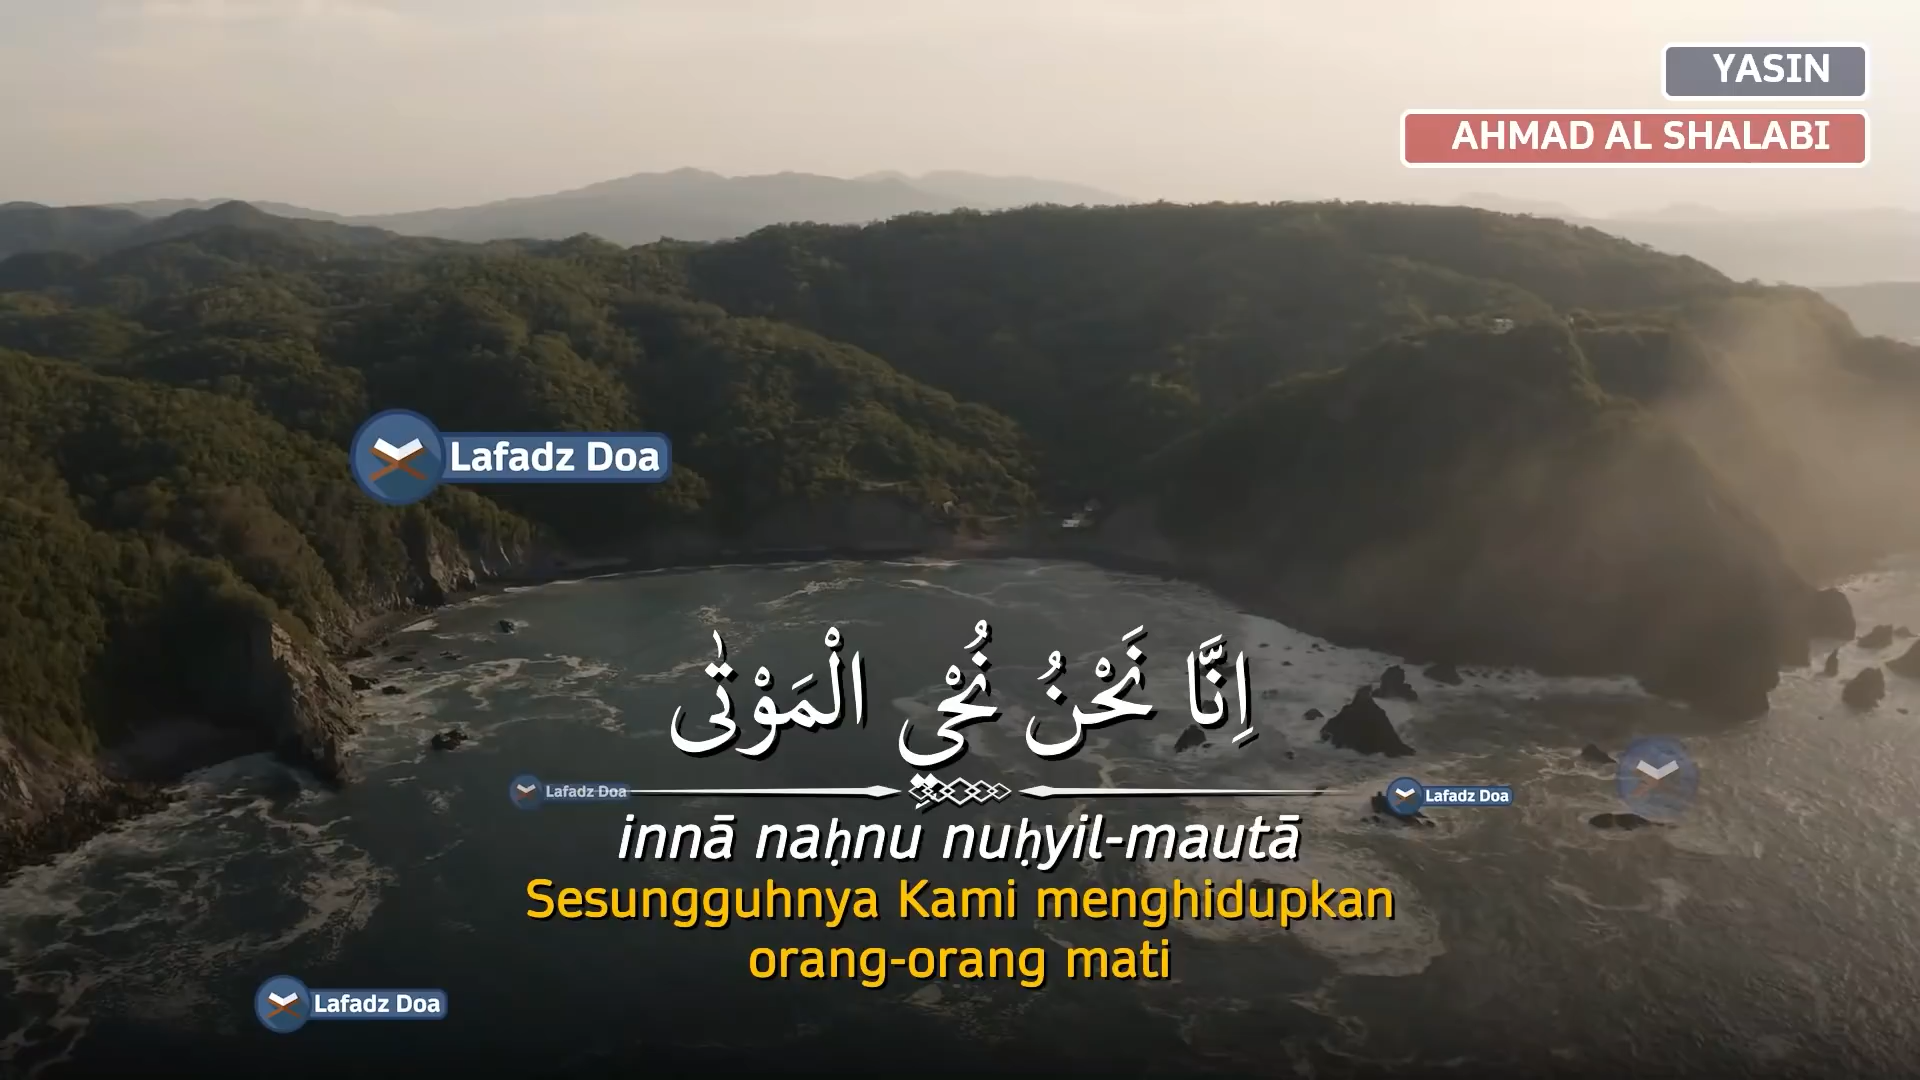 YASIN
AHMAD AL SHALABI
Lafadz Doa
اِنَّا نَحْنُ نُحْيِ الْمَوْتٰى
Lafadz Doa
Lafadz Doa
innā naḥnu nuḥyil-mautā
Sesungguhnya Kami menghidupkan
orang-orang mati
Lafadz Doa